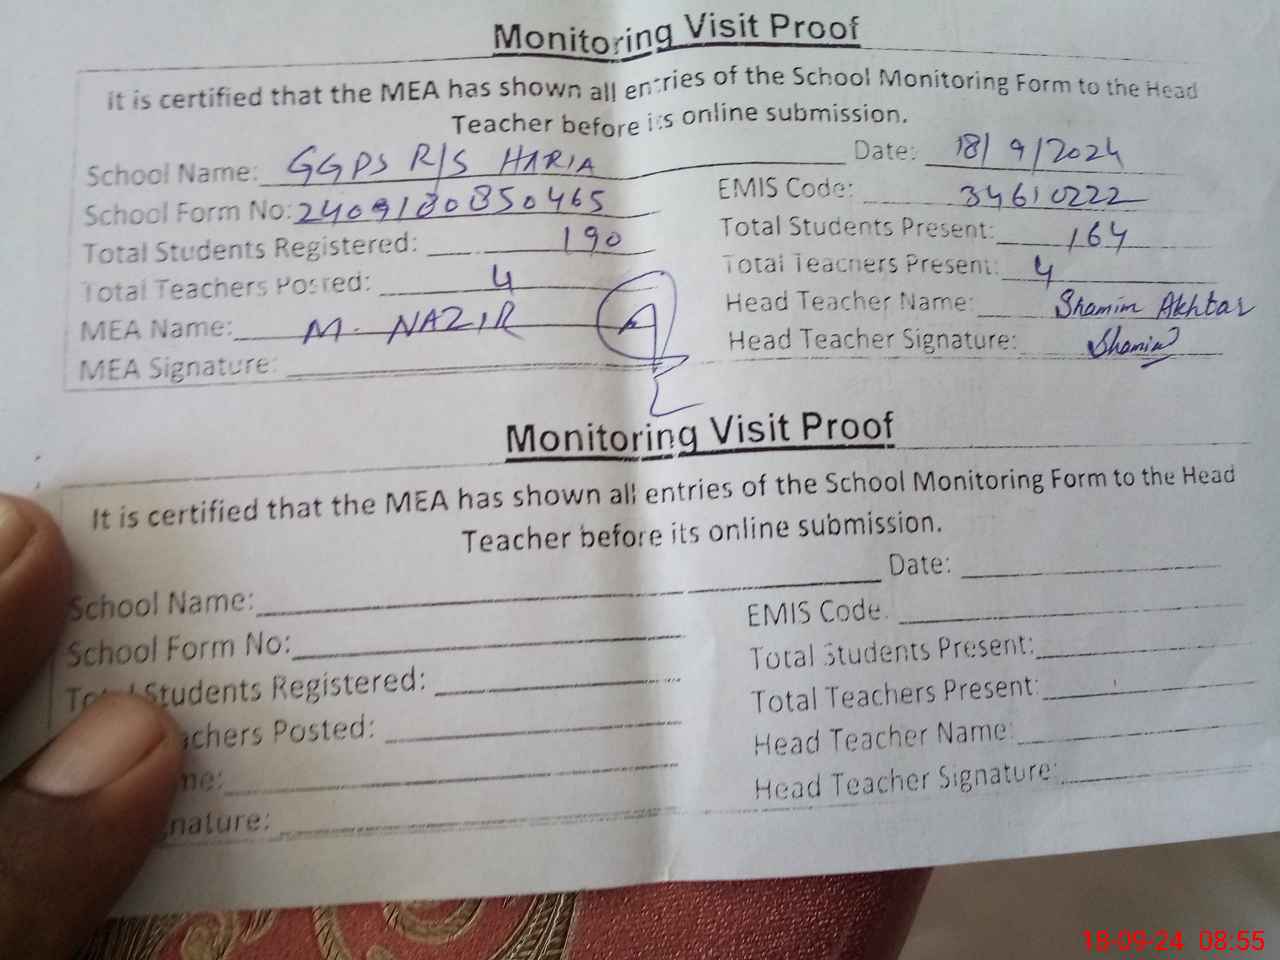 Monitoring Visit Proof
it is certified that the MEA has shown all entries of the School Monitoring Form to the Head
Teacher before its online submission.
School Name: GGPS R/S HARIA Date: 18/9/2024
School Form No: 2409180850465 EMIS Code: 34610222
Total Students Registered: 190 Total Students Present: 164
Total Teachers Posted: 4 Total Teachers Present: 4
MEA Name: M. NAZIR Head Teacher Name: Shamim Akhtar
MEA Signature: Head Teacher Signature: Shamim
Monitoring Visit Proof
It is certified that the MEA has shown all entries of the School Monitoring Form to the Head
Teacher before its online submission.
School Name: Date:
School Form No: EMIS Code:
Total Students Registered: Total Students Present:
achers Posted: Total Teachers Present:
me: Head Teacher Name:
gnature: Head Teacher Signature:
18-09-24 08:55